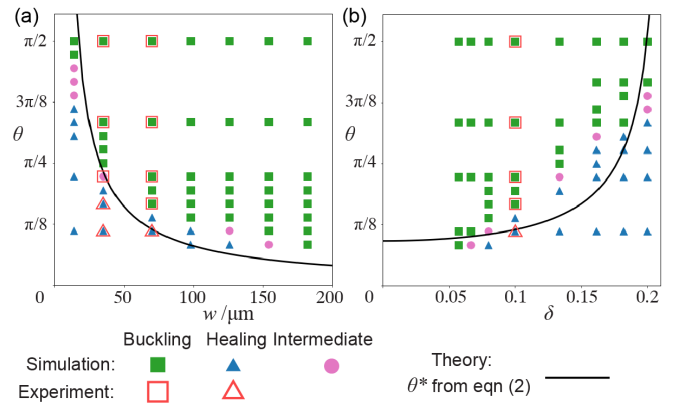 (a)
(b)
π/2
3π/8
θ
π/4
π/8
0
0
50
100
150
200
w /μm
π/2
3π/8
θ
π/4
π/8
0
0.05
0.1
0.15
0.2
δ
Buckling Healing Intermediate
Simulation:
Experiment:
Theory:
θ* from eqn (2)